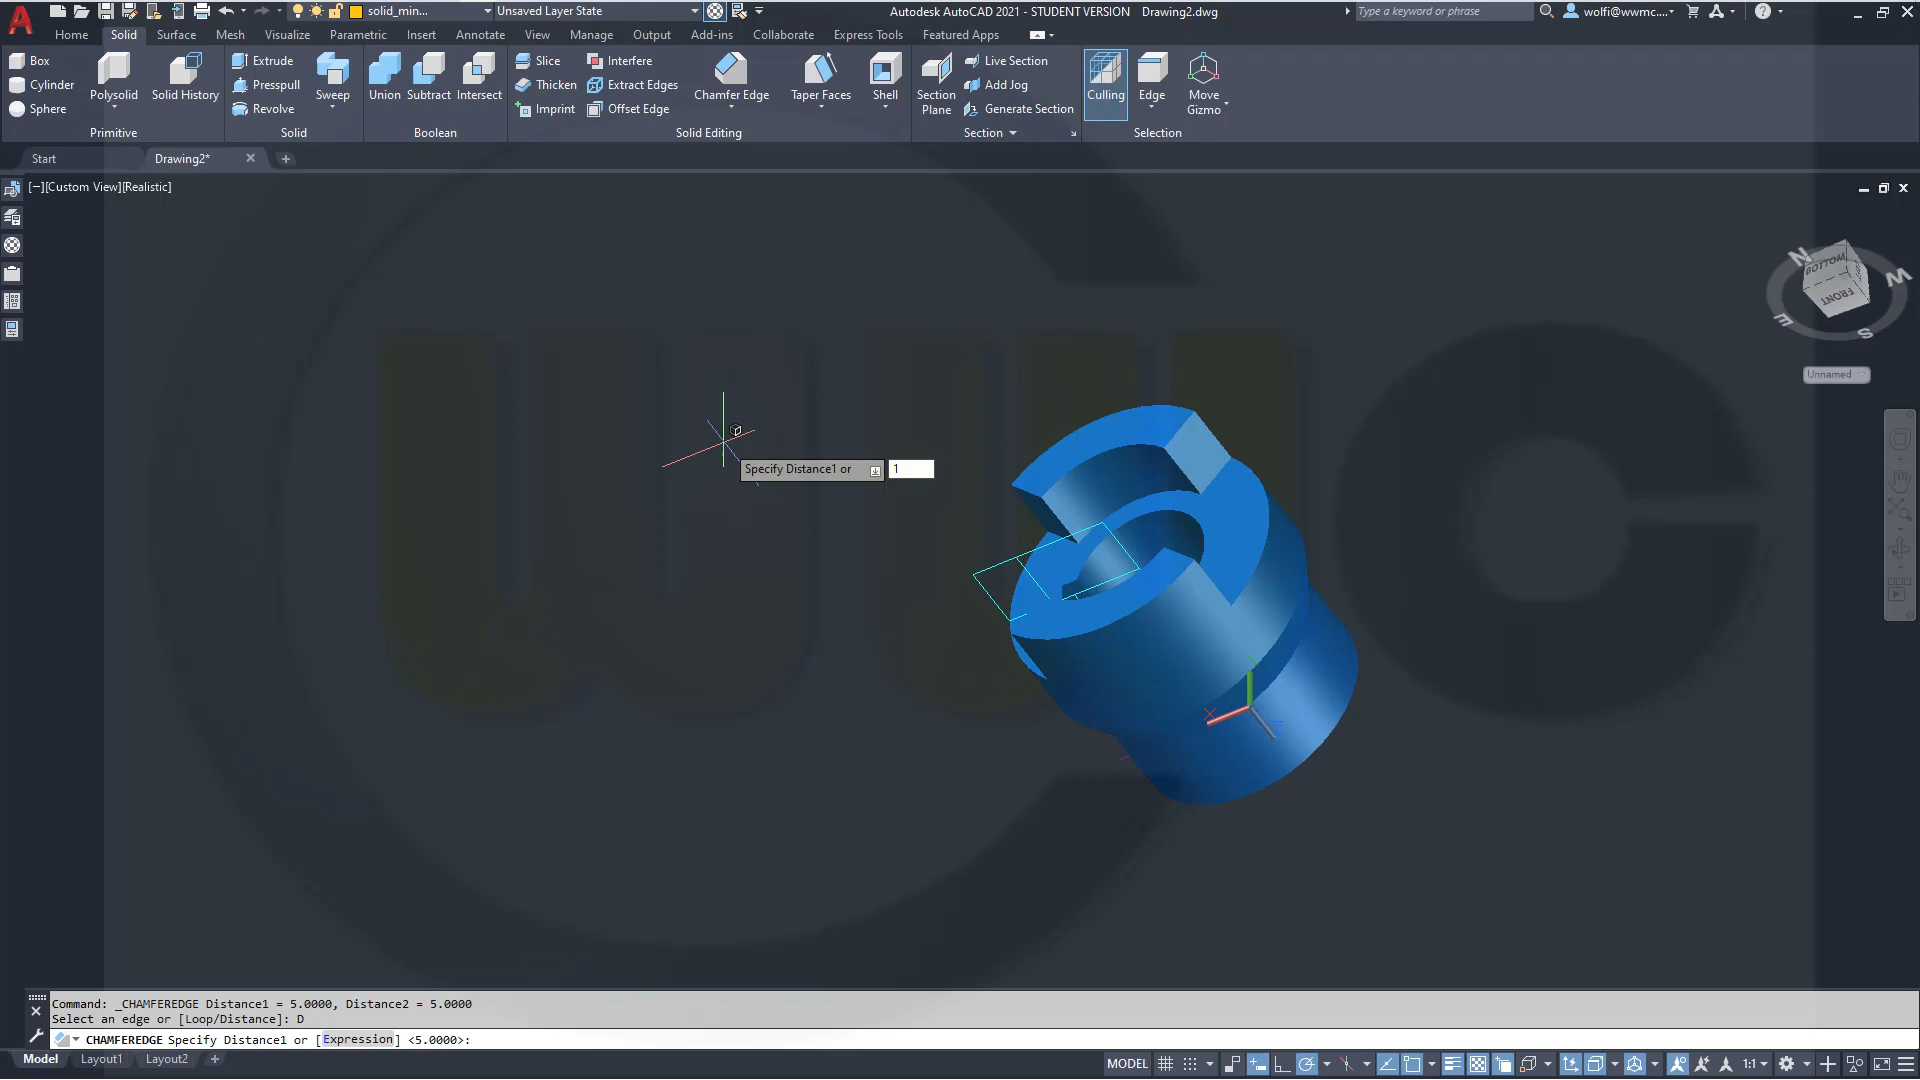 solid_min...
Unsaved Layer State
Autodesk AutoCAD 2021 - STUDENT VERSION Drawing2.dwg
Type a keyword or phrase
wolfi@wwmc....
Home Solid Surface Mesh Visualize Parametric Insert Annotate View Manage Output Add-ins Collaborate Express Tools Featured Apps
Box
Cylinder
Sphere
Polysolid
Solid History
Primitive
Extrude
Presspull
Revolve
Sweep
Solid
Union
Subtract
Intersect
Boolean
Slice
Thicken
Imprint
Interfere
Extract Edges
Offset Edge
Chamfer Edge
Taper Faces
Shell
Solid Editing
Section
Plane
Live Section
Add Jog
Generate Section
Section
Culling
Edge
Move
Gizmo
Selection
Start
Drawing2*
[−][Custom View][Realistic]
N
W
E
S
BOTTOM
FRONT
Unnamed
Specify Distance1 or
1
X
WWC
Command: _CHAMFEREDGE Distance1 = 5.0000, Distance2 = 5.0000
Select an edge or [Loop/Distance]: D
CHAMFEREDGE Specify Distance1 or [Expression] <5.0000>:
Model
Layout1
Layout2
MODEL
1:1